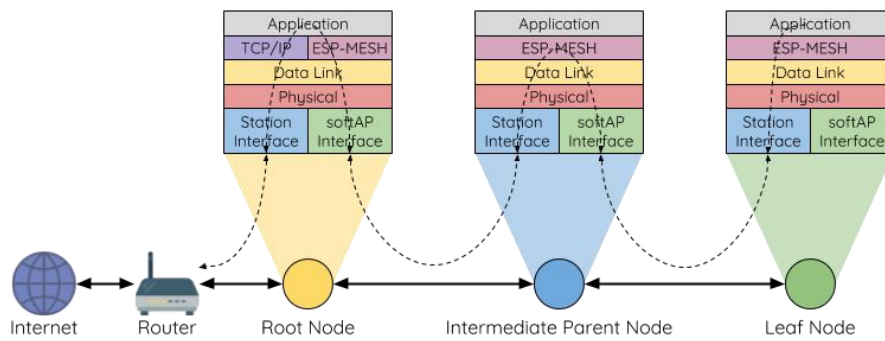 Application
TCP/IP ESP-MESH
Data Link
Physical
Station Interface
softAP Interface
Application
ESP-MESH
Data Link
Physical
Station Interface
softAP Interface
Application
ESP-MESH
Data Link
Physical
Station Interface
softAP Interface
Internet
Router
Root Node
Intermediate Parent Node
Leaf Node